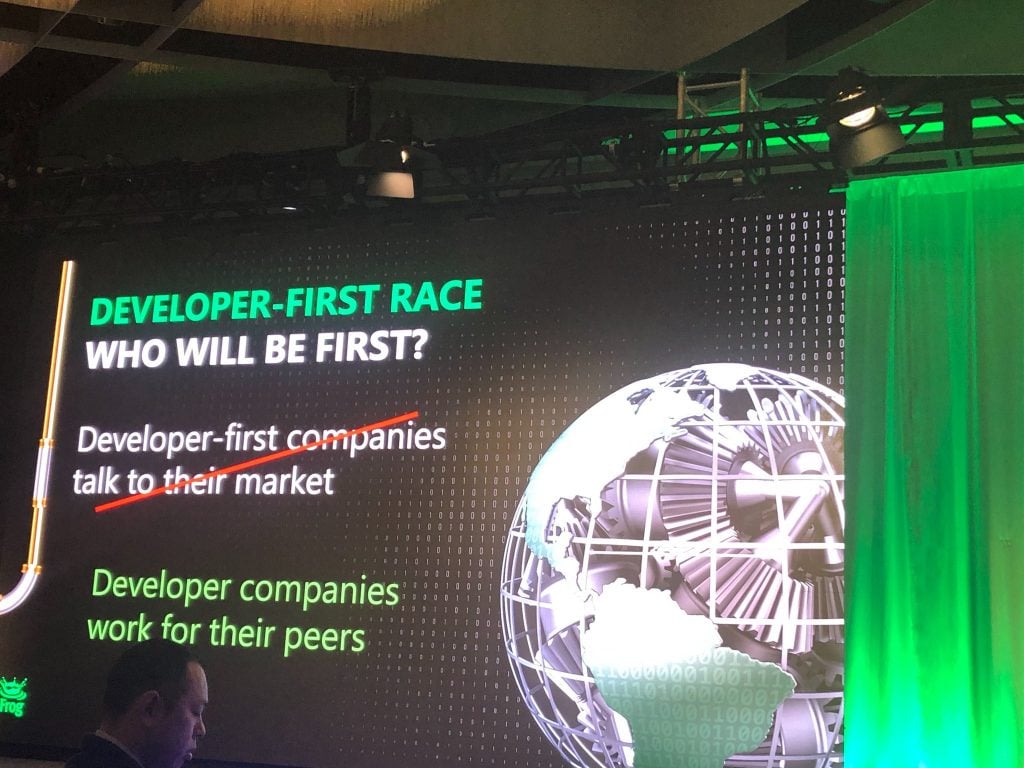 DEVELOPER-FIRST RACE
WHO WILL BE FIRST?
Developer-first companies
talk to their market
Developer companies
work for their peers
Frog